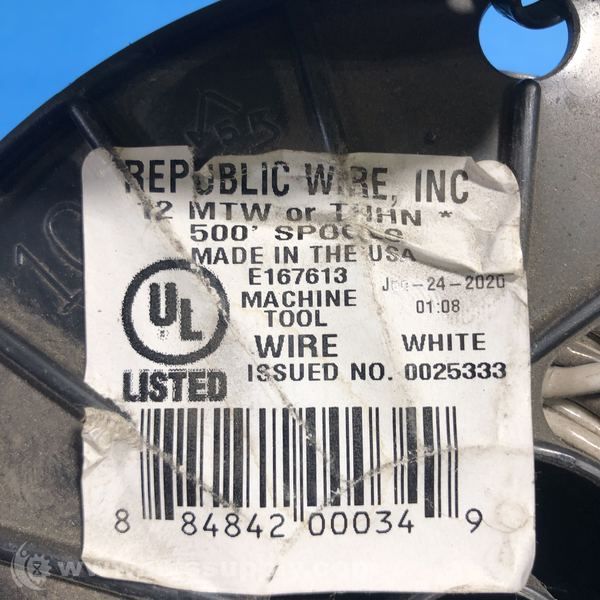 REPUBLIC WIRE, INC
12 MTW or THHN *
500' SPOOLS
MADE IN THE USA
E167613
MACHINE
TOOL
WIRE
24-2020
01:08
WHITE
UL
LISTED
ISSUED NO. 0025333
8 84842 00034 9